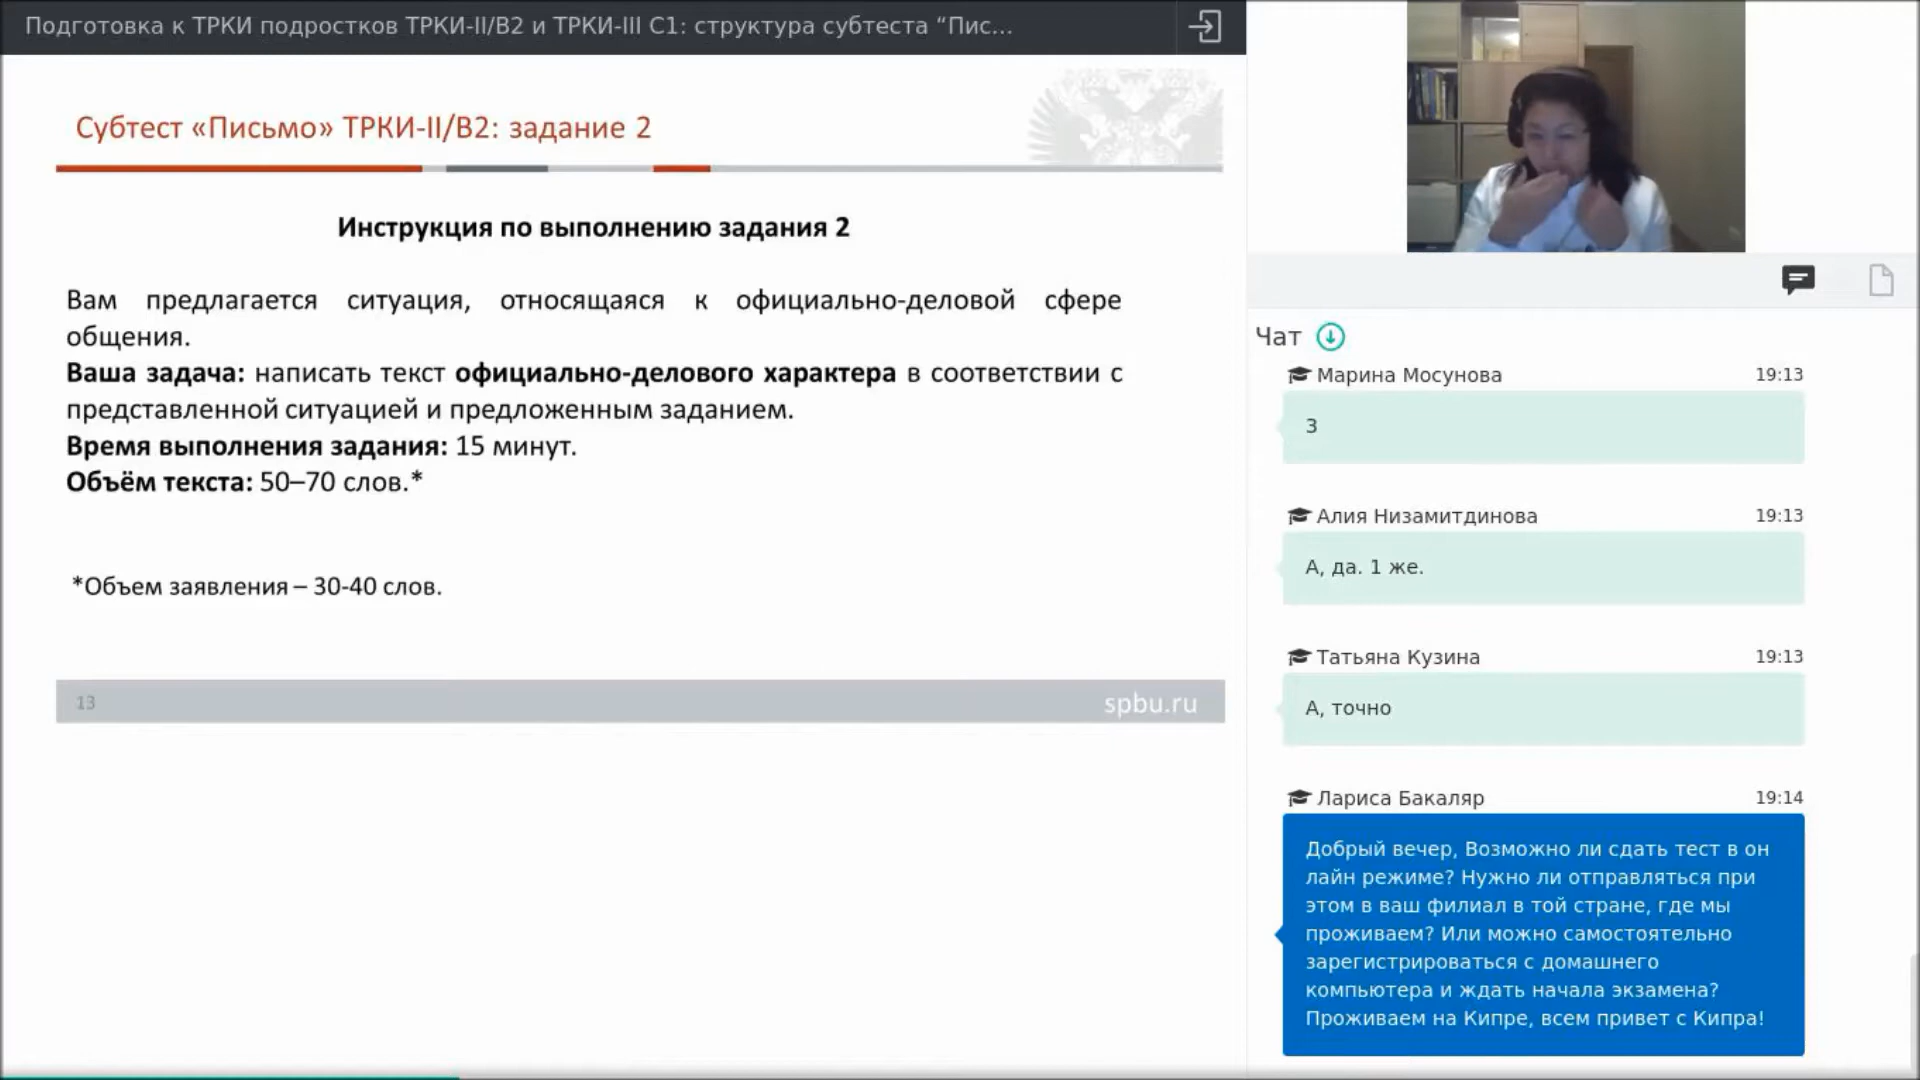 Подготовка к ТРКИ подростков ТРКИ-II/B2 и ТРКИ-III C1: структура субтеста “Пис...
Субтест «Письмо» ТРКИ-II/B2: задание 2
Инструкция по выполнению задания 2
Вам предлагается ситуация, относящаяся к официально-деловой сфере
общения.
Ваша задача: написать текст официально-делового характера в соответствии с
представленной ситуацией и предложенным заданием.
Время выполнения задания: 15 минут.
Объём текста: 50–70 слов.*
*Объем заявления – 30-40 слов.
13
spbu.ru
Чат
Марина Мосунова 19:13
3
Алия Низамитдинова 19:13
А, да. 1 же.
Татьяна Кузина 19:13
А, точно
Лариса Бакаляр 19:14
Добрый вечер, Возможно ли сдать тест в он
лайн режиме? Нужно ли отправляться при
этом в ваш филиал в той стране, где мы
проживаем? Или можно самостоятельно
зарегистрироваться с домашнего
компьютера и ждать начала экзамена?
Проживаем на Кипре, всем привет с Кипра!